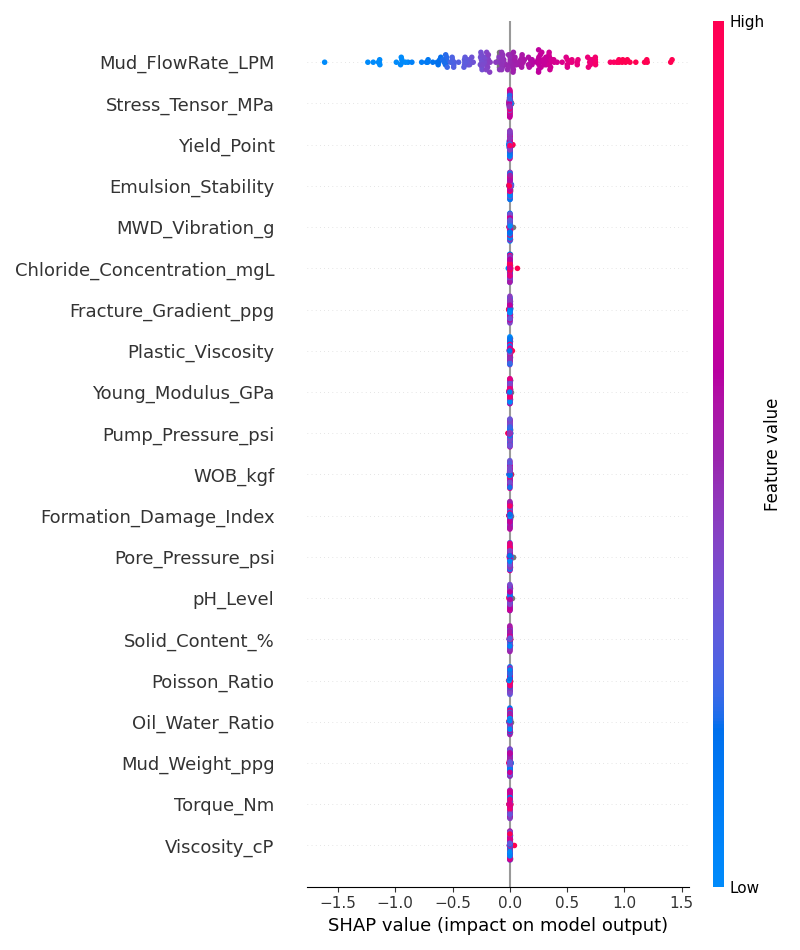 High
Mud_FlowRate_LPM
Stress_Tensor_MPa
Yield_Point
Emulsion_Stability
MWD_Vibration_g
Chloride_Concentration_mgL
Fracture_Gradient_ppg
Plastic_Viscosity
Young_Modulus_GPa
Pump_Pressure_psi
WOB_kgf
Formation_Damage_Index
Pore_Pressure_psi
pH_Level
Solid_Content_%
Poisson_Ratio
Oil_Water_Ratio
Mud_Weight_ppg
Torque_Nm
Viscosity_cP
Feature value
Low
−1.5 −1.0 −0.5 0.0 0.5 1.0 1.5
SHAP value (impact on model output)